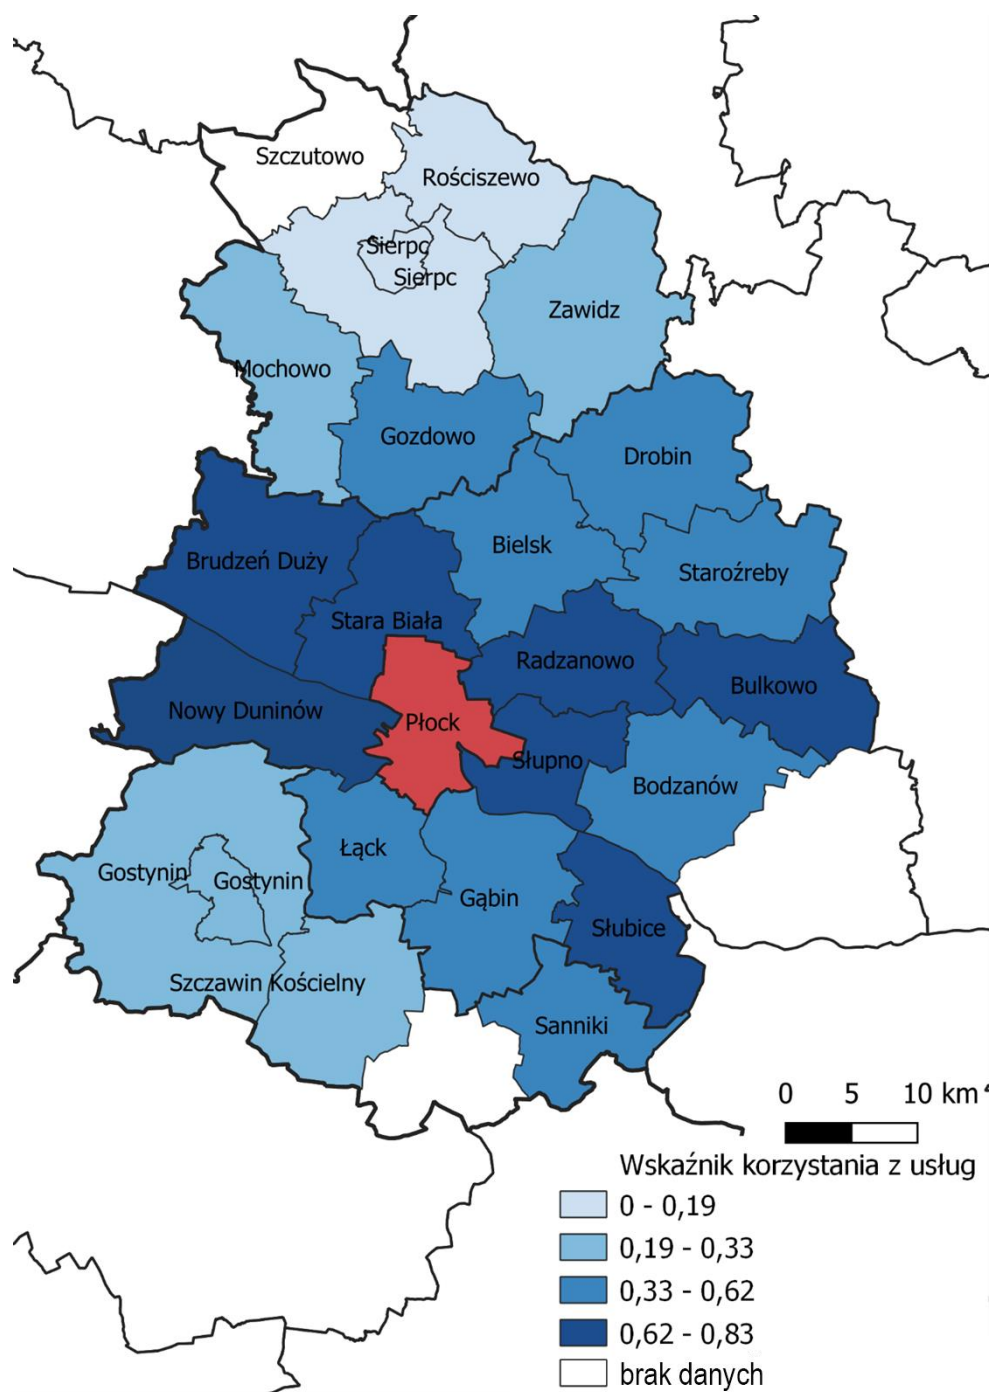 Szczutowo
Rościszewo
Sierpc
Sierpc
Zawidz
Mochowo
Gozdowo
Drobin
Bielsk
Brudzeń Duży
Staroźreby
Stara Biała
Radzanowo
Bulkowo
Nowy Duninów
Płock
Słupno
Bodzanów
Łąck
Gostynin
Gostynin
Gąbin
Słubice
Szczawin Kościelny
Sanniki
0 5 10 km
Wskaźnik korzystania z usług
0 - 0,19
0,19 - 0,33
0,33 - 0,62
0,62 - 0,83
brak danych